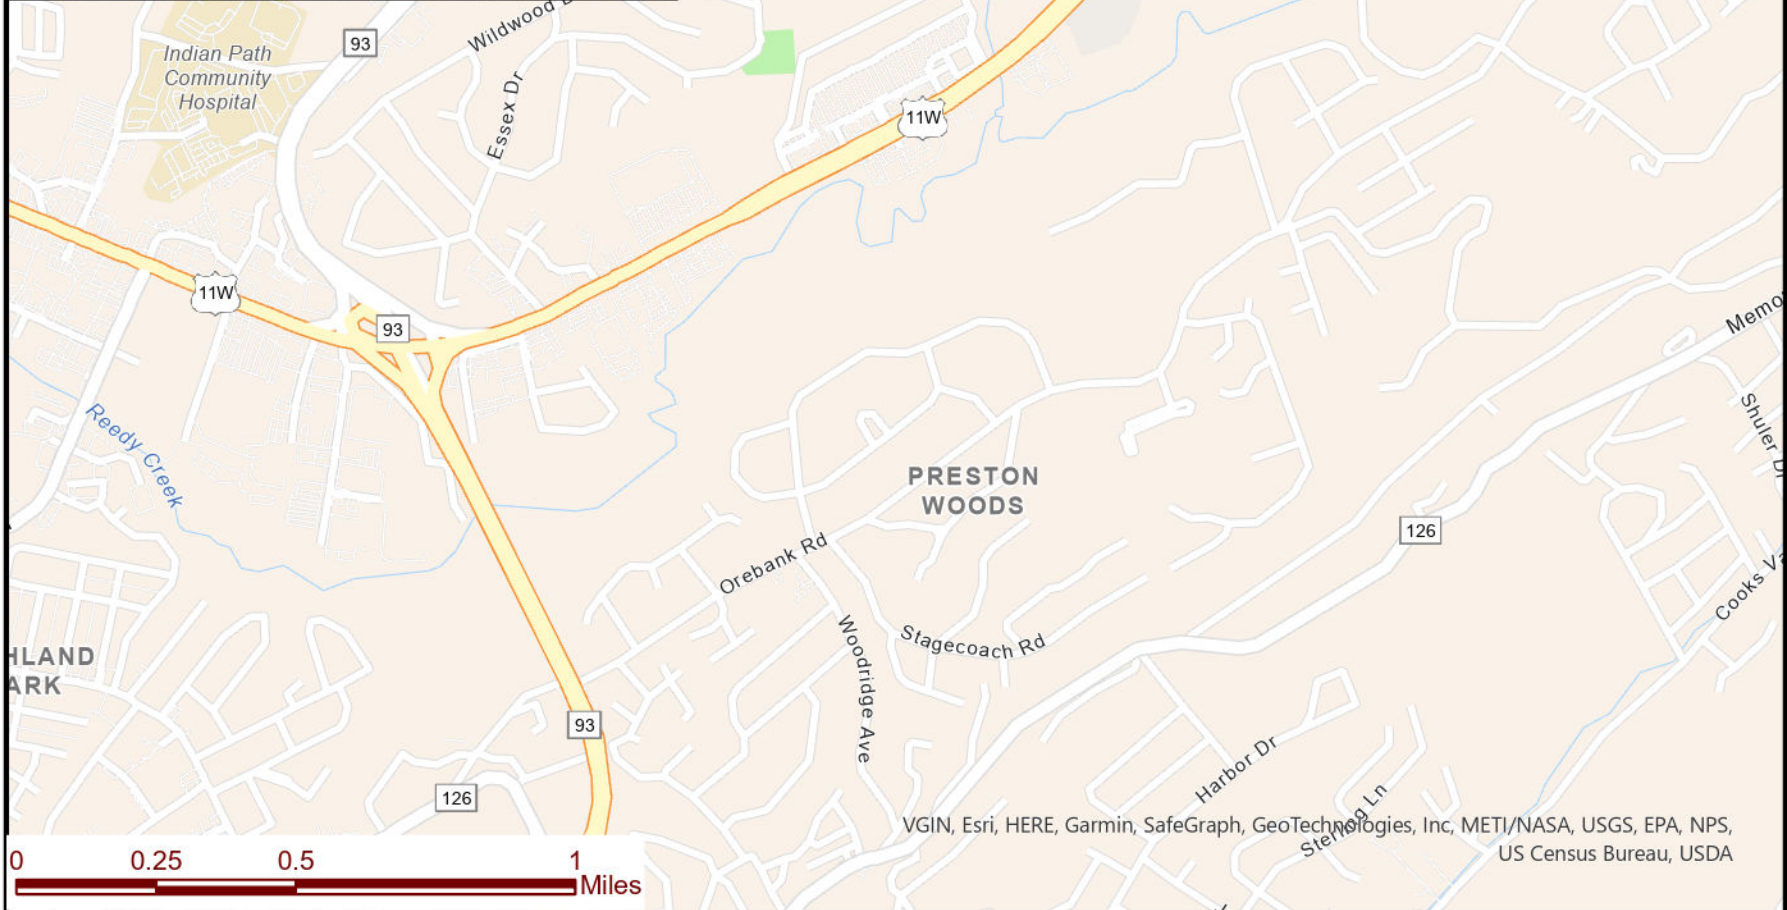 Wildwood D
93
Indian Path
Community
Hospital
Essex Dr
11W
11W
93
Memo
Reedy Creek
Shuler Dr
PRESTON
WOODS
126
Orebank Rd
Cooks Va
Stagecoach Rd
Woodridge Ave
HLAND
ARK
93
Harbor Dr
126
Sterling Ln
VGIN, Esri, HERE, Garmin, SafeGraph, GeoTechnologies, Inc, METI/NASA, USGS, EPA, NPS,
US Census Bureau, USDA
0 0.25 0.5 1
Miles